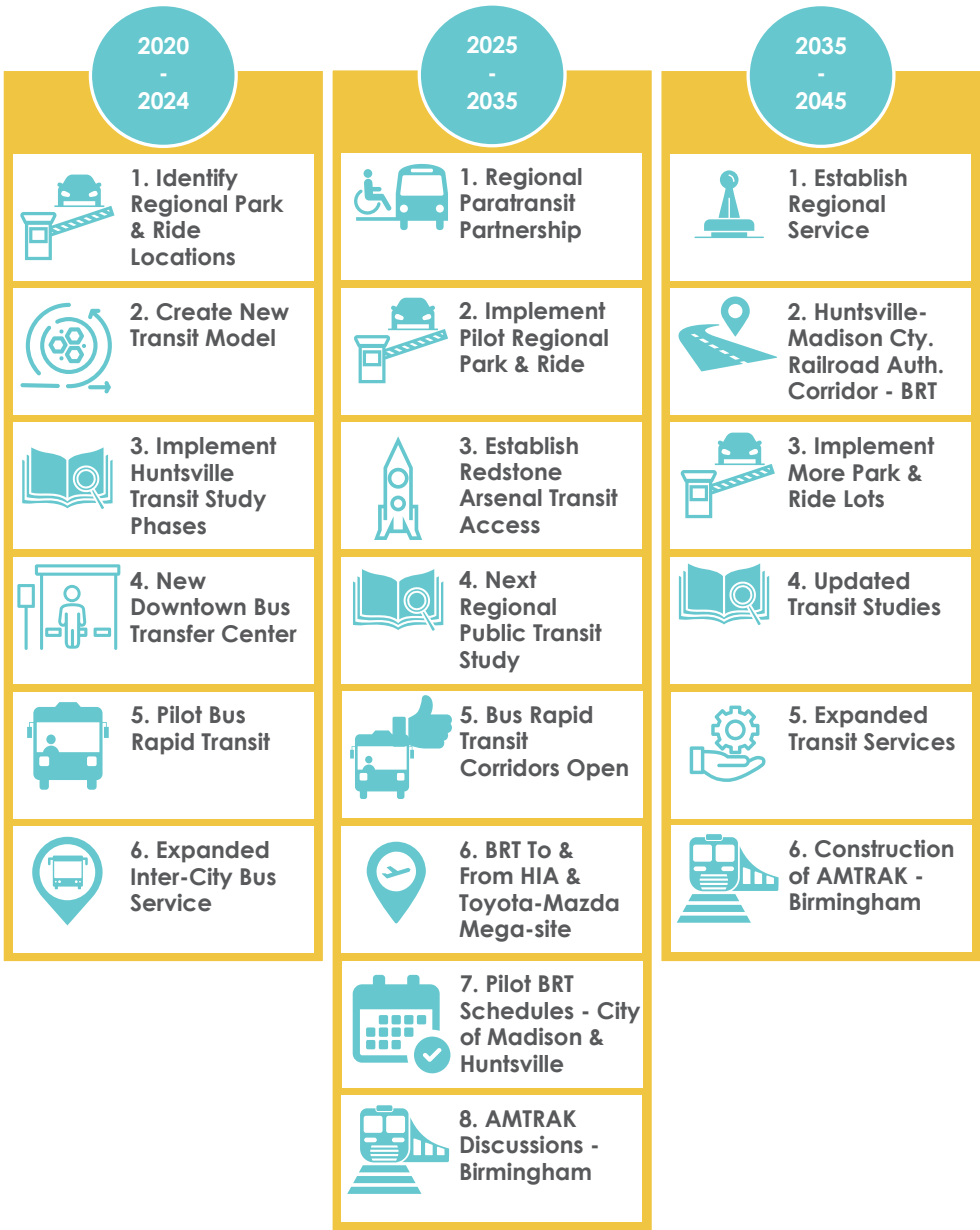 2020
-
2024
1. Identify
Regional Park
& Ride
Locations
2. Create New
Transit Model
3. Implement
Huntsville
Transit Study
Phases
4. New
Downtown Bus
Transfer Center
5. Pilot Bus
Rapid Transit
6. Expanded
Inter-City Bus
Service
2025
-
2035
1. Regional
Paratransit
Partnership
2. Implement
Pilot Regional
Park & Ride
3. Establish
Redstone
Arsenal Transit
Access
4. Next
Regional
Public Transit
Study
5. Bus Rapid
Transit
Corridors Open
6. BRT To &
From HIA &
Toyota-Mazda
Mega-site
7. Pilot BRT
Schedules - City
of Madison &
Huntsville
8. AMTRAK
Discussions -
Birmingham
2035
-
2045
1. Establish
Regional
Service
2. Huntsville-
Madison Cty.
Railroad Auth.
Corridor - BRT
3. Implement
More Park &
Ride Lots
4. Updated
Transit Studies
5. Expanded
Transit Services
6. Construction
of AMTRAK -
Birmingham